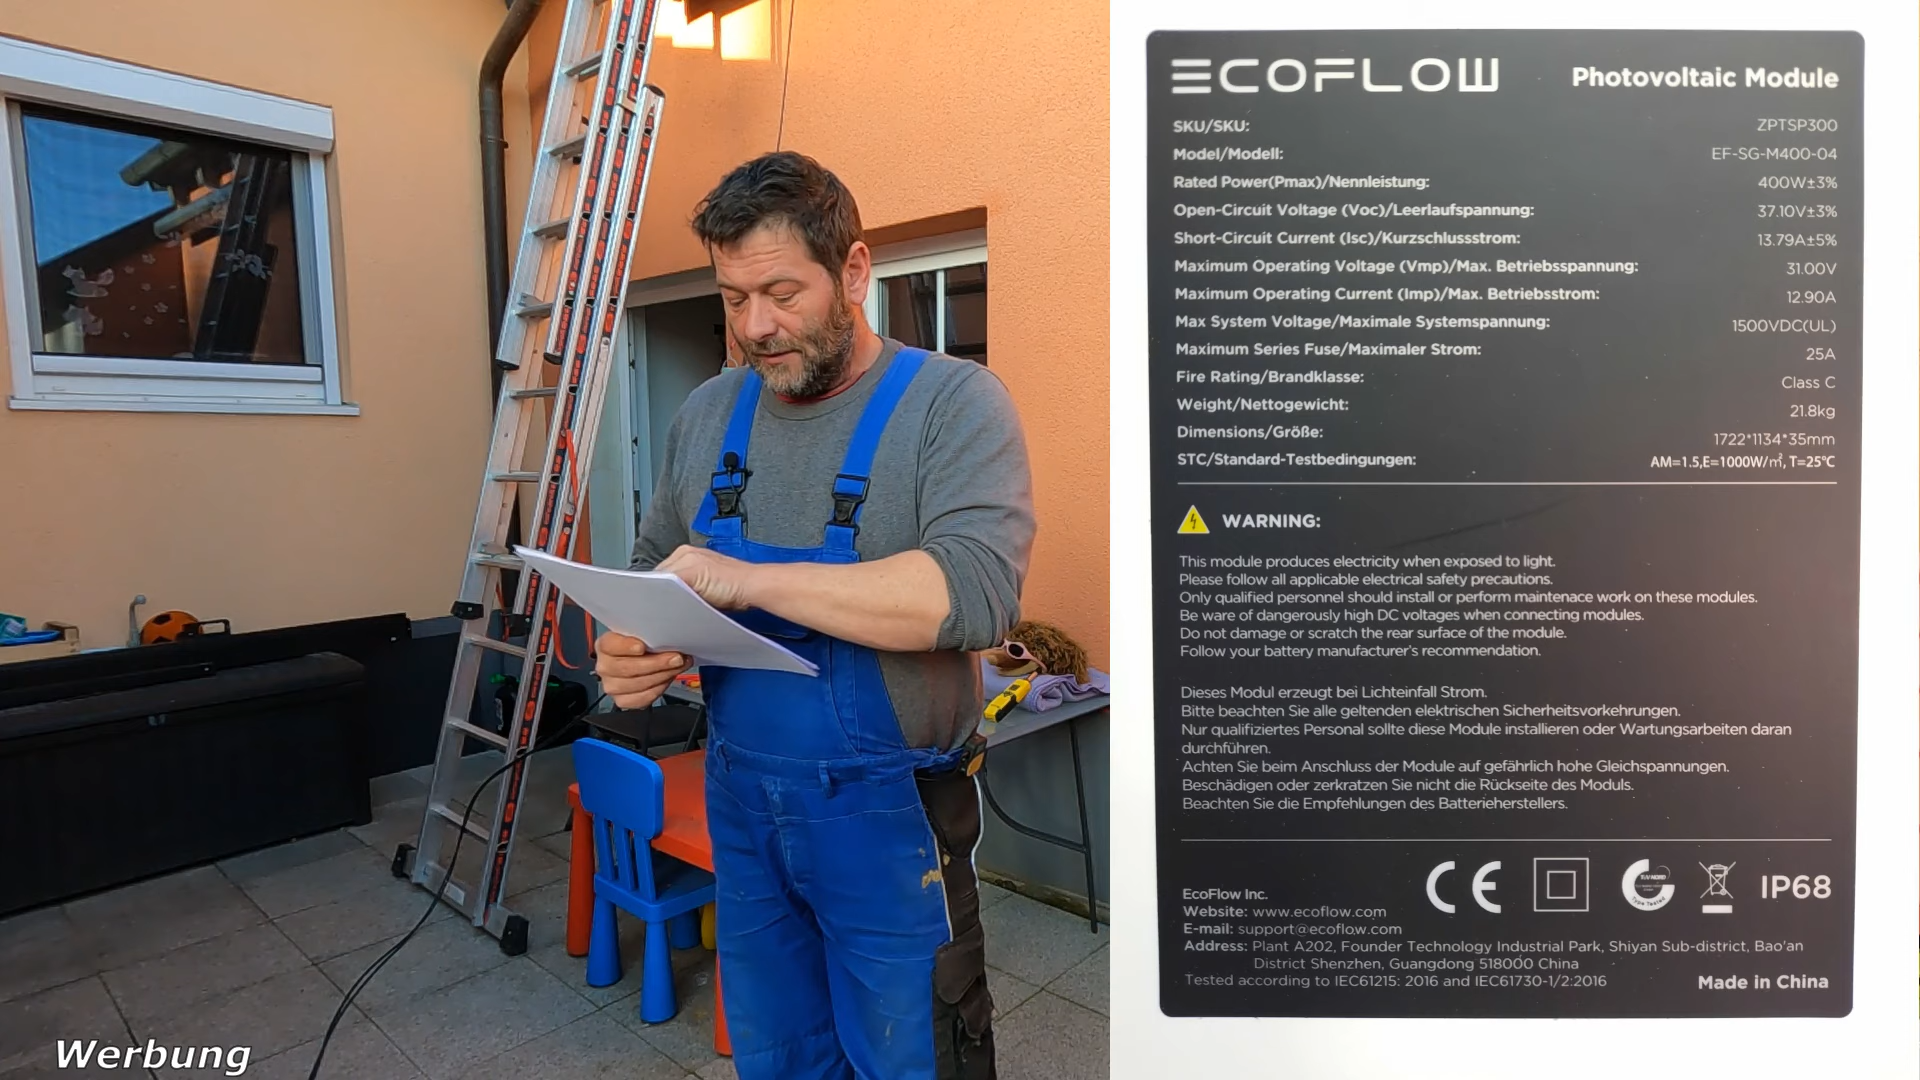 ECOFLOW Photovoltaic Module
SKU/SKU: ZPTSP300
Model/Modell: EF-SG-M400-04
Rated Power(Pmax)/Nennleistung: 400W±3%
Open-Circuit Voltage (Voc)/Leerlaufspannung: 37.10V±3%
Short-Circuit Current (Isc)/Kurzschlussstrom: 13.79A±5%
Maximum Operating Voltage (Vmp)/Max. Betriebsspannung: 31.00V
Maximum Operating Current (Imp)/Max. Betriebsstrom: 12.90A
Max System Voltage/Maximale Systemspannung: 1500VDC(UL)
Maximum Series Fuse/Maximaler Strom: 25A
Fire Rating/Brandklasse: Class C
Weight/Nettogewicht: 21.8kg
Dimensions/Größe: 1722*1134*35mm
STC/Standard-Testbedingungen: AM=1.5,E=1000W/㎡, T=25℃
WARNING:
This module produces electricity when exposed to light.
Please follow all applicable electrical safety precautions.
Only qualified personnel should install or perform maintenace work on these modules.
Be ware of dangerously high DC voltages when connecting modules.
Do not damage or scratch the rear surface of the module.
Follow your battery manufacturer's recommendation.
Dieses Modul erzeugt bei Lichteinfall Strom.
Bitte beachten Sie alle geltenden elektrischen Sicherheitsvorkehrungen.
Nur qualifiziertes Personal sollte diese Module installieren oder Wartungsarbeiten daran
durchführen.
Achten Sie beim Anschluss der Module auf gefährlich hohe Gleichspannungen.
Beschädigen oder zerkratzen Sie nicht die Rückseite des Moduls.
Beachten Sie die Empfehlungen des Batterieherstellers.
CE TÜV NORD Type Tested IP68
EcoFlow Inc.
Website: www.ecoflow.com
E-mail: support@ecoflow.com
Address: Plant A202, Founder Technology Industrial Park, Shiyan Sub-district, Bao'an
District Shenzhen, Guangdong 518000 China
Tested according to IEC61215: 2016 and IEC61730-1/2:2016
Made in China
Werbung